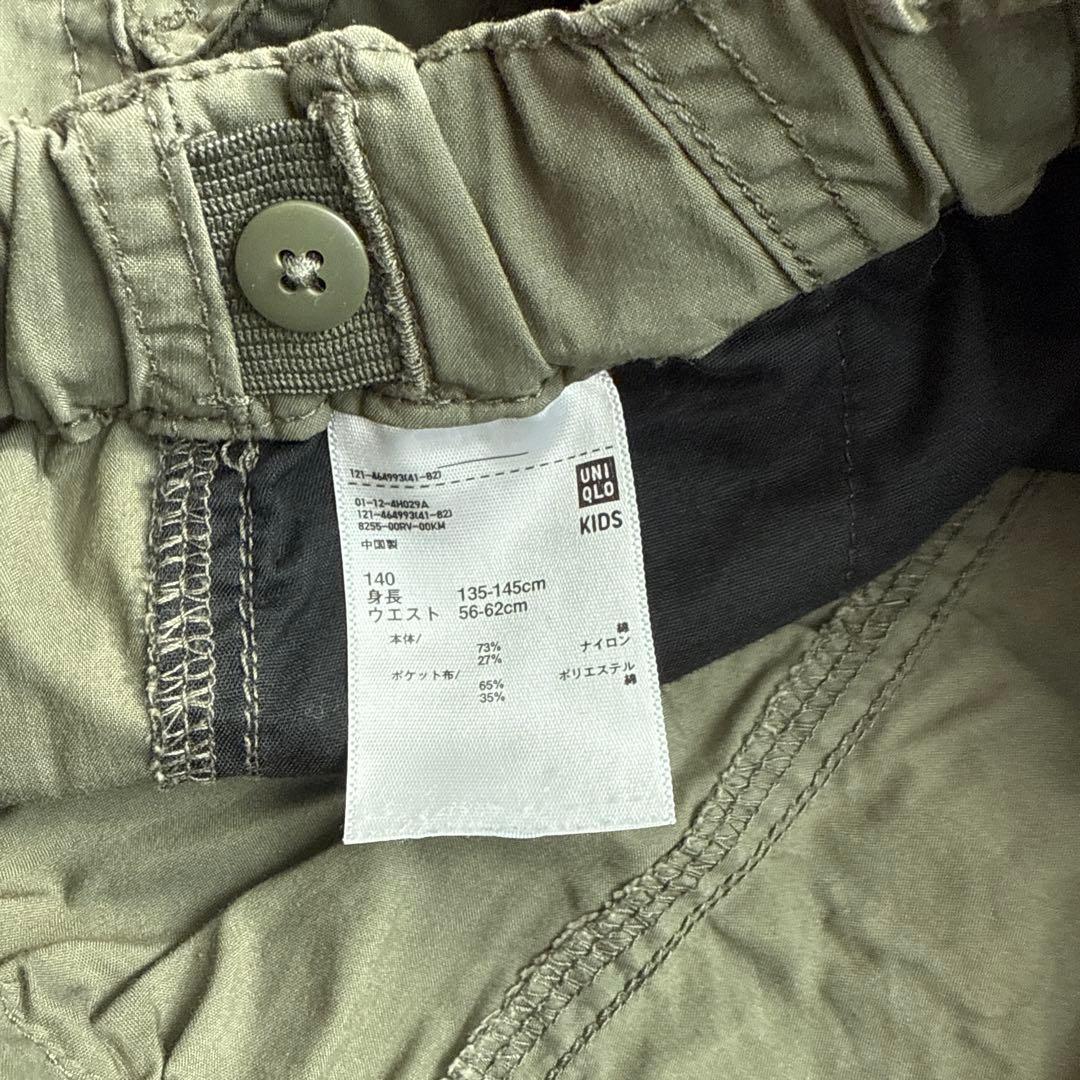 121-464993(41-82)
UNI
QLO
KIDS
01-12-4H029A
121-464993(41-82)
8255-00RV-00KM
中国製
140
身長 135-145cm
ウエスト 56-62cm
本体/ 綿
73% ナイロン
27%
ポケット布/ ポリエステル
65% 綿
35%